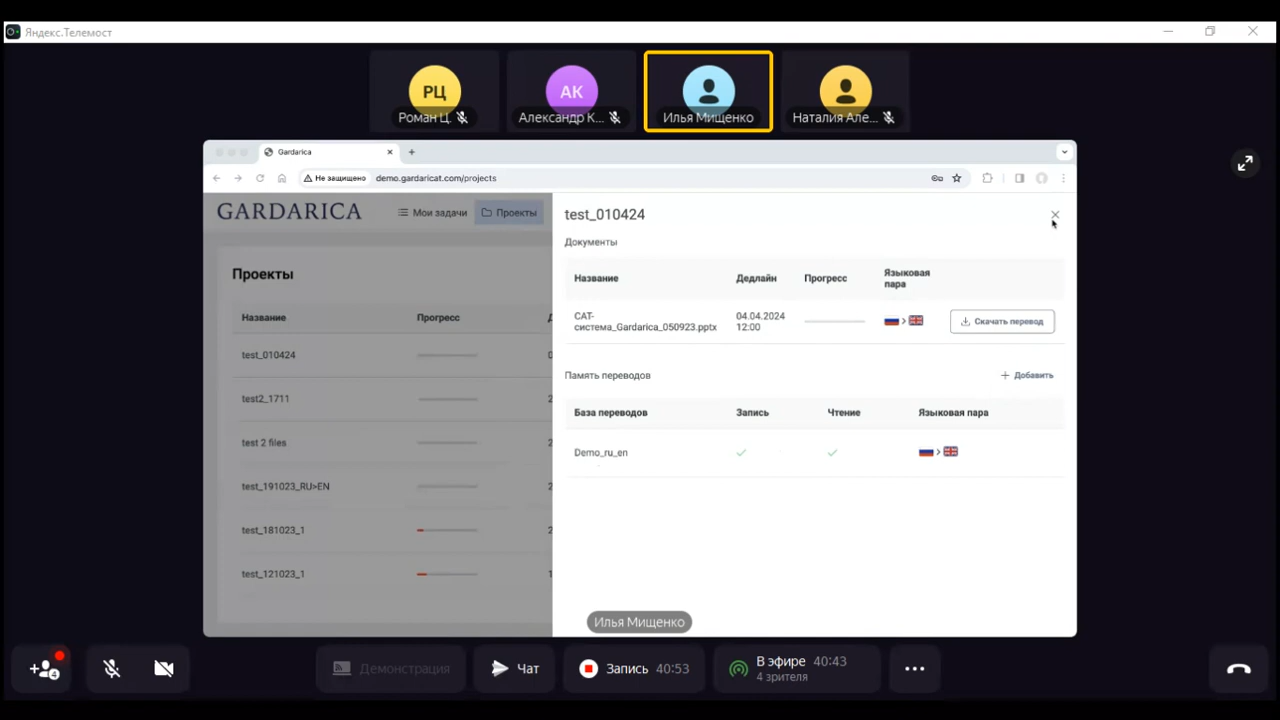 Яндекс.Телемост
РЦ
АК
Роман Ц.
Александр К...
Илья Мищенко
Наталия Але...
Gardarica
Не защищено
demo.gardaricat.com/projects
GARDARICA
Мои задачи
Проекты
Проекты
Название
Прогресс
test_010424
test2_1711
test 2 files
test_191023_RU>EN
test_181023_1
test_121023_1
test_010424
Документы
Название
Дедлайн
Прогресс
Языковая
пара
CAT-
система_Gardarica_050923.pptx
04.04.2024
12:00
Скачать перевод
Память переводов
+ Добавить
База переводов
Запись
Чтение
Языковая пара
Demo_ru_en
Илья Мищенко
4
Демонстрация
Чат
Запись 40:53
В эфире 40:43
4 зрителя